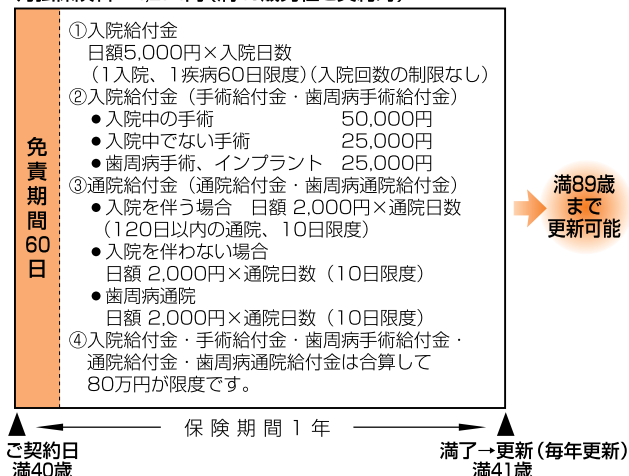 ①入院給付金
日額5,000円×入院日数
（1入院、1疾病60日限度）（入院回数の制限なし）
②入院給付金（手術給付金・歯周病手術給付金）
●入院中の手術 50,000円
●入院中でない手術 25,000円
●歯周病手術、インプラント 25,000円
③通院給付金（通院給付金・歯周病通院給付金）
●入院を伴う場合 日額 2,000円×通院日数
（120日以内の通院、10日限度）
●入院を伴わない場合
日額 2,000円×通院日数（10日限度）
●歯周病通院
日額 2,000円×通院日数（10日限度）
④入院給付金・手術給付金・歯周病手術給付金・
通院給付金・歯周病通院給付金は合算して
80万円が限度です。
免責期間60日
満89歳
まで
更新可能
保険期間1年
ご契約日
満40歳
満了→更新（毎年更新）
満41歳